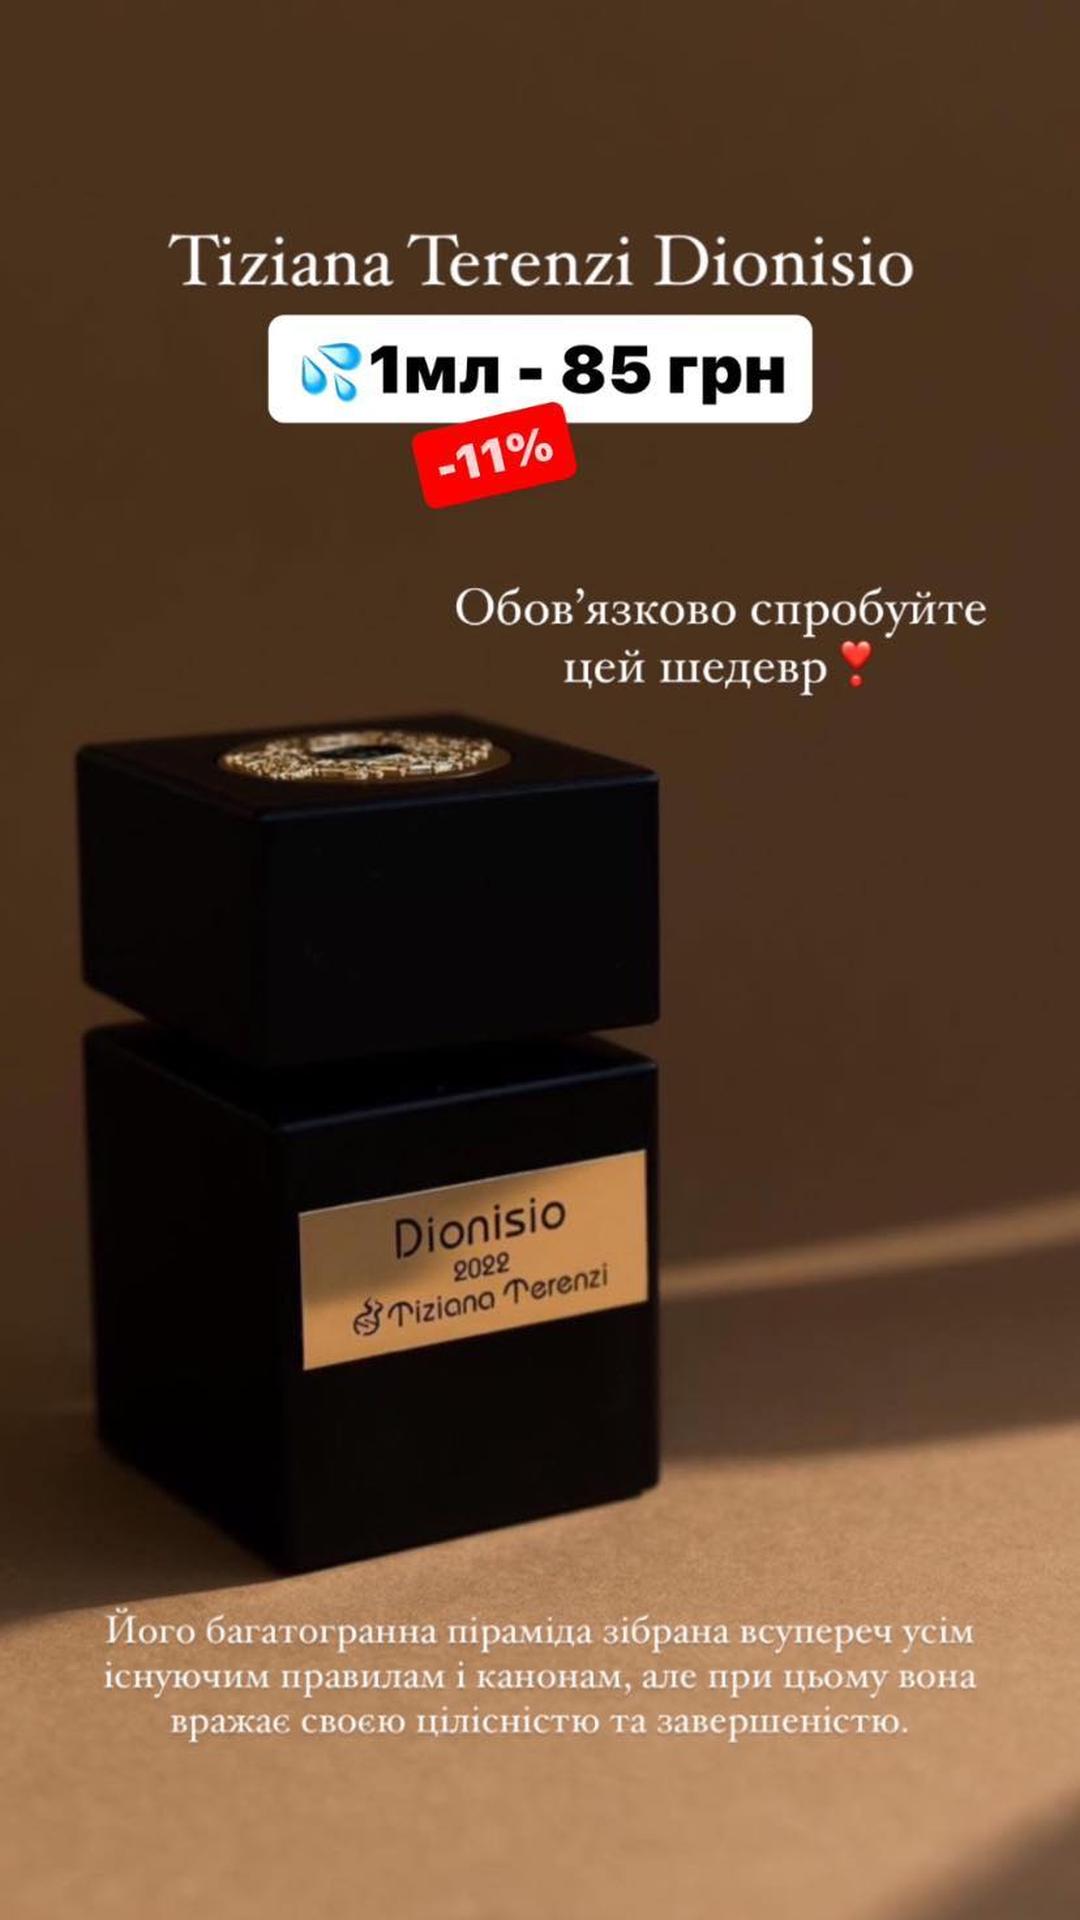 Tiziana Terenzi Dionisio
💦1мл - 85 грн
-11%
Обов’язково спробуйте
цей шедевр❣️
Dionisio
2022
Tiziana Terenzi
Його багатогранна піраміда зібрана всупереч усім
існуючим правилам і канонам, але при цьому вона
вражає своєю цілісністю та завершеністю.